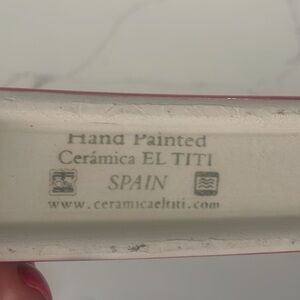 Hand Painted
Cerámica EL TITI
SPAIN
www.ceramicaeltiti.com